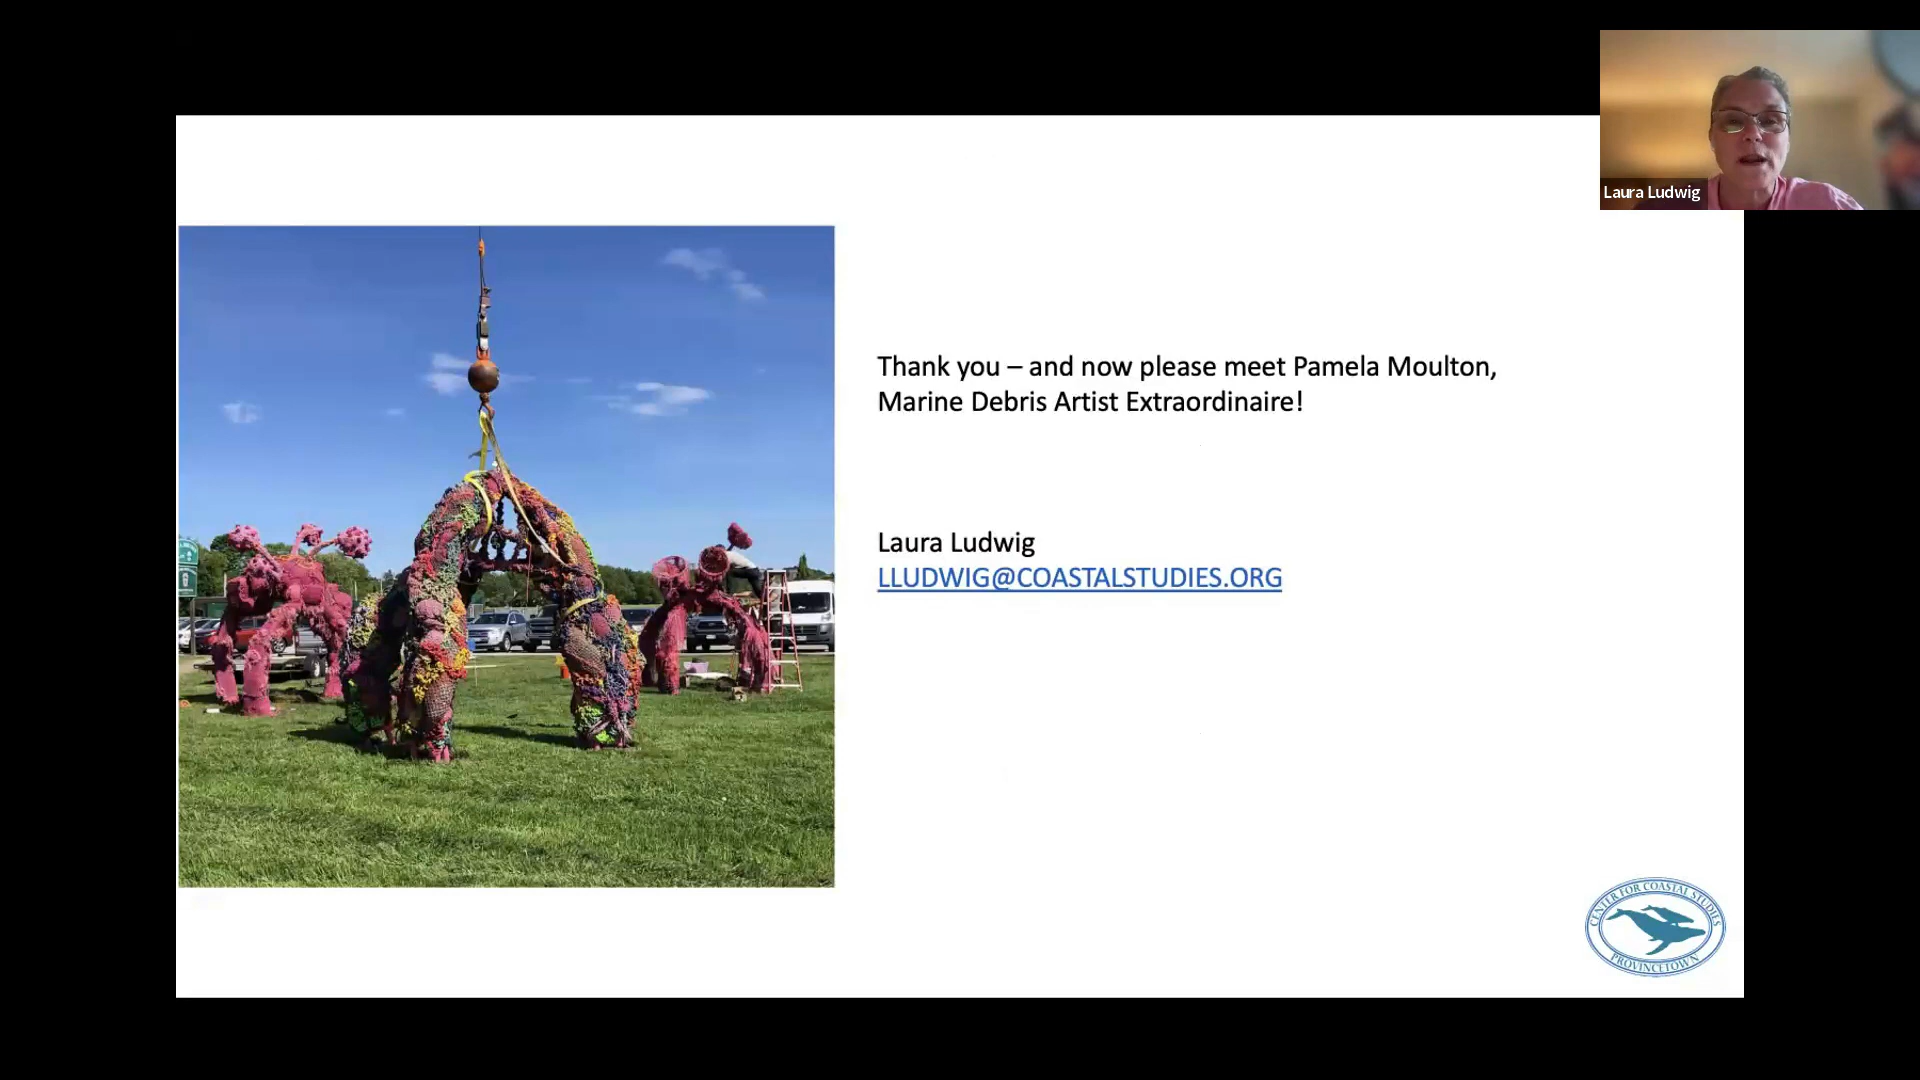 Laura Ludwig
Thank you – and now please meet Pamela Moulton,
Marine Debris Artist Extraordinaire!
Laura Ludwig
LLUDWIG@COASTALSTUDIES.ORG
CENTER FOR COASTAL STUDIES
PROVINCETOWN